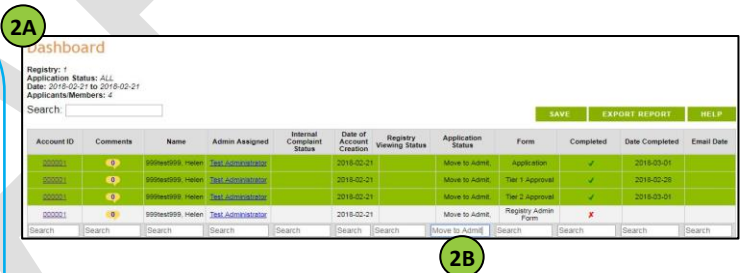 2A
Dashboard
Registry: 1
Application Status: ALL
Date: 2018-02-21 to 2018-02-21
Applicants/Members: 4
Search:
SAVE EXPORT REPORT HELP
Account ID Comments Name Admin Assigned Internal Complaint Status Date of Account Creation Registry Viewing Status Application Status Form Completed Date Completed Email Date
000001 0 999test999, Helen Test Administrator 2018-02-21 Move to Admit, Application ✓ 2018-03-01
000001 0 999test999, Helen Test Administrator 2018-02-21 Move to Admit, Tier 1 Approval ✓ 2018-02-28
000001 0 999test999, Helen Test Administrator 2018-02-21 Move to Admit, Tier 2 Approval ✓ 2018-03-01
000001 0 999test999, Helen Test Administrator 2018-02-21 Move to Admit, Registry Admin Form ✗
Search Search Search Search Search Search Search Move to Admit Search Search Search Search
2B